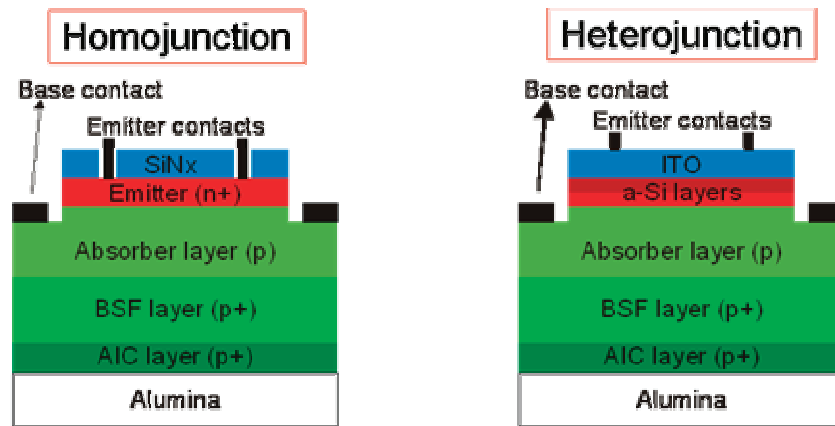 Homojunction
Base contact
Emitter contacts
SiNx
Emitter (n+)
Absorber layer (p)
BSF layer (p+)
AIC layer (p+)
Alumina
Heterojunction
Base contact
Emitter contacts
ITO
a-Si layers
Absorber layer (p)
BSF layer (p+)
AIC layer (p+)
Alumina